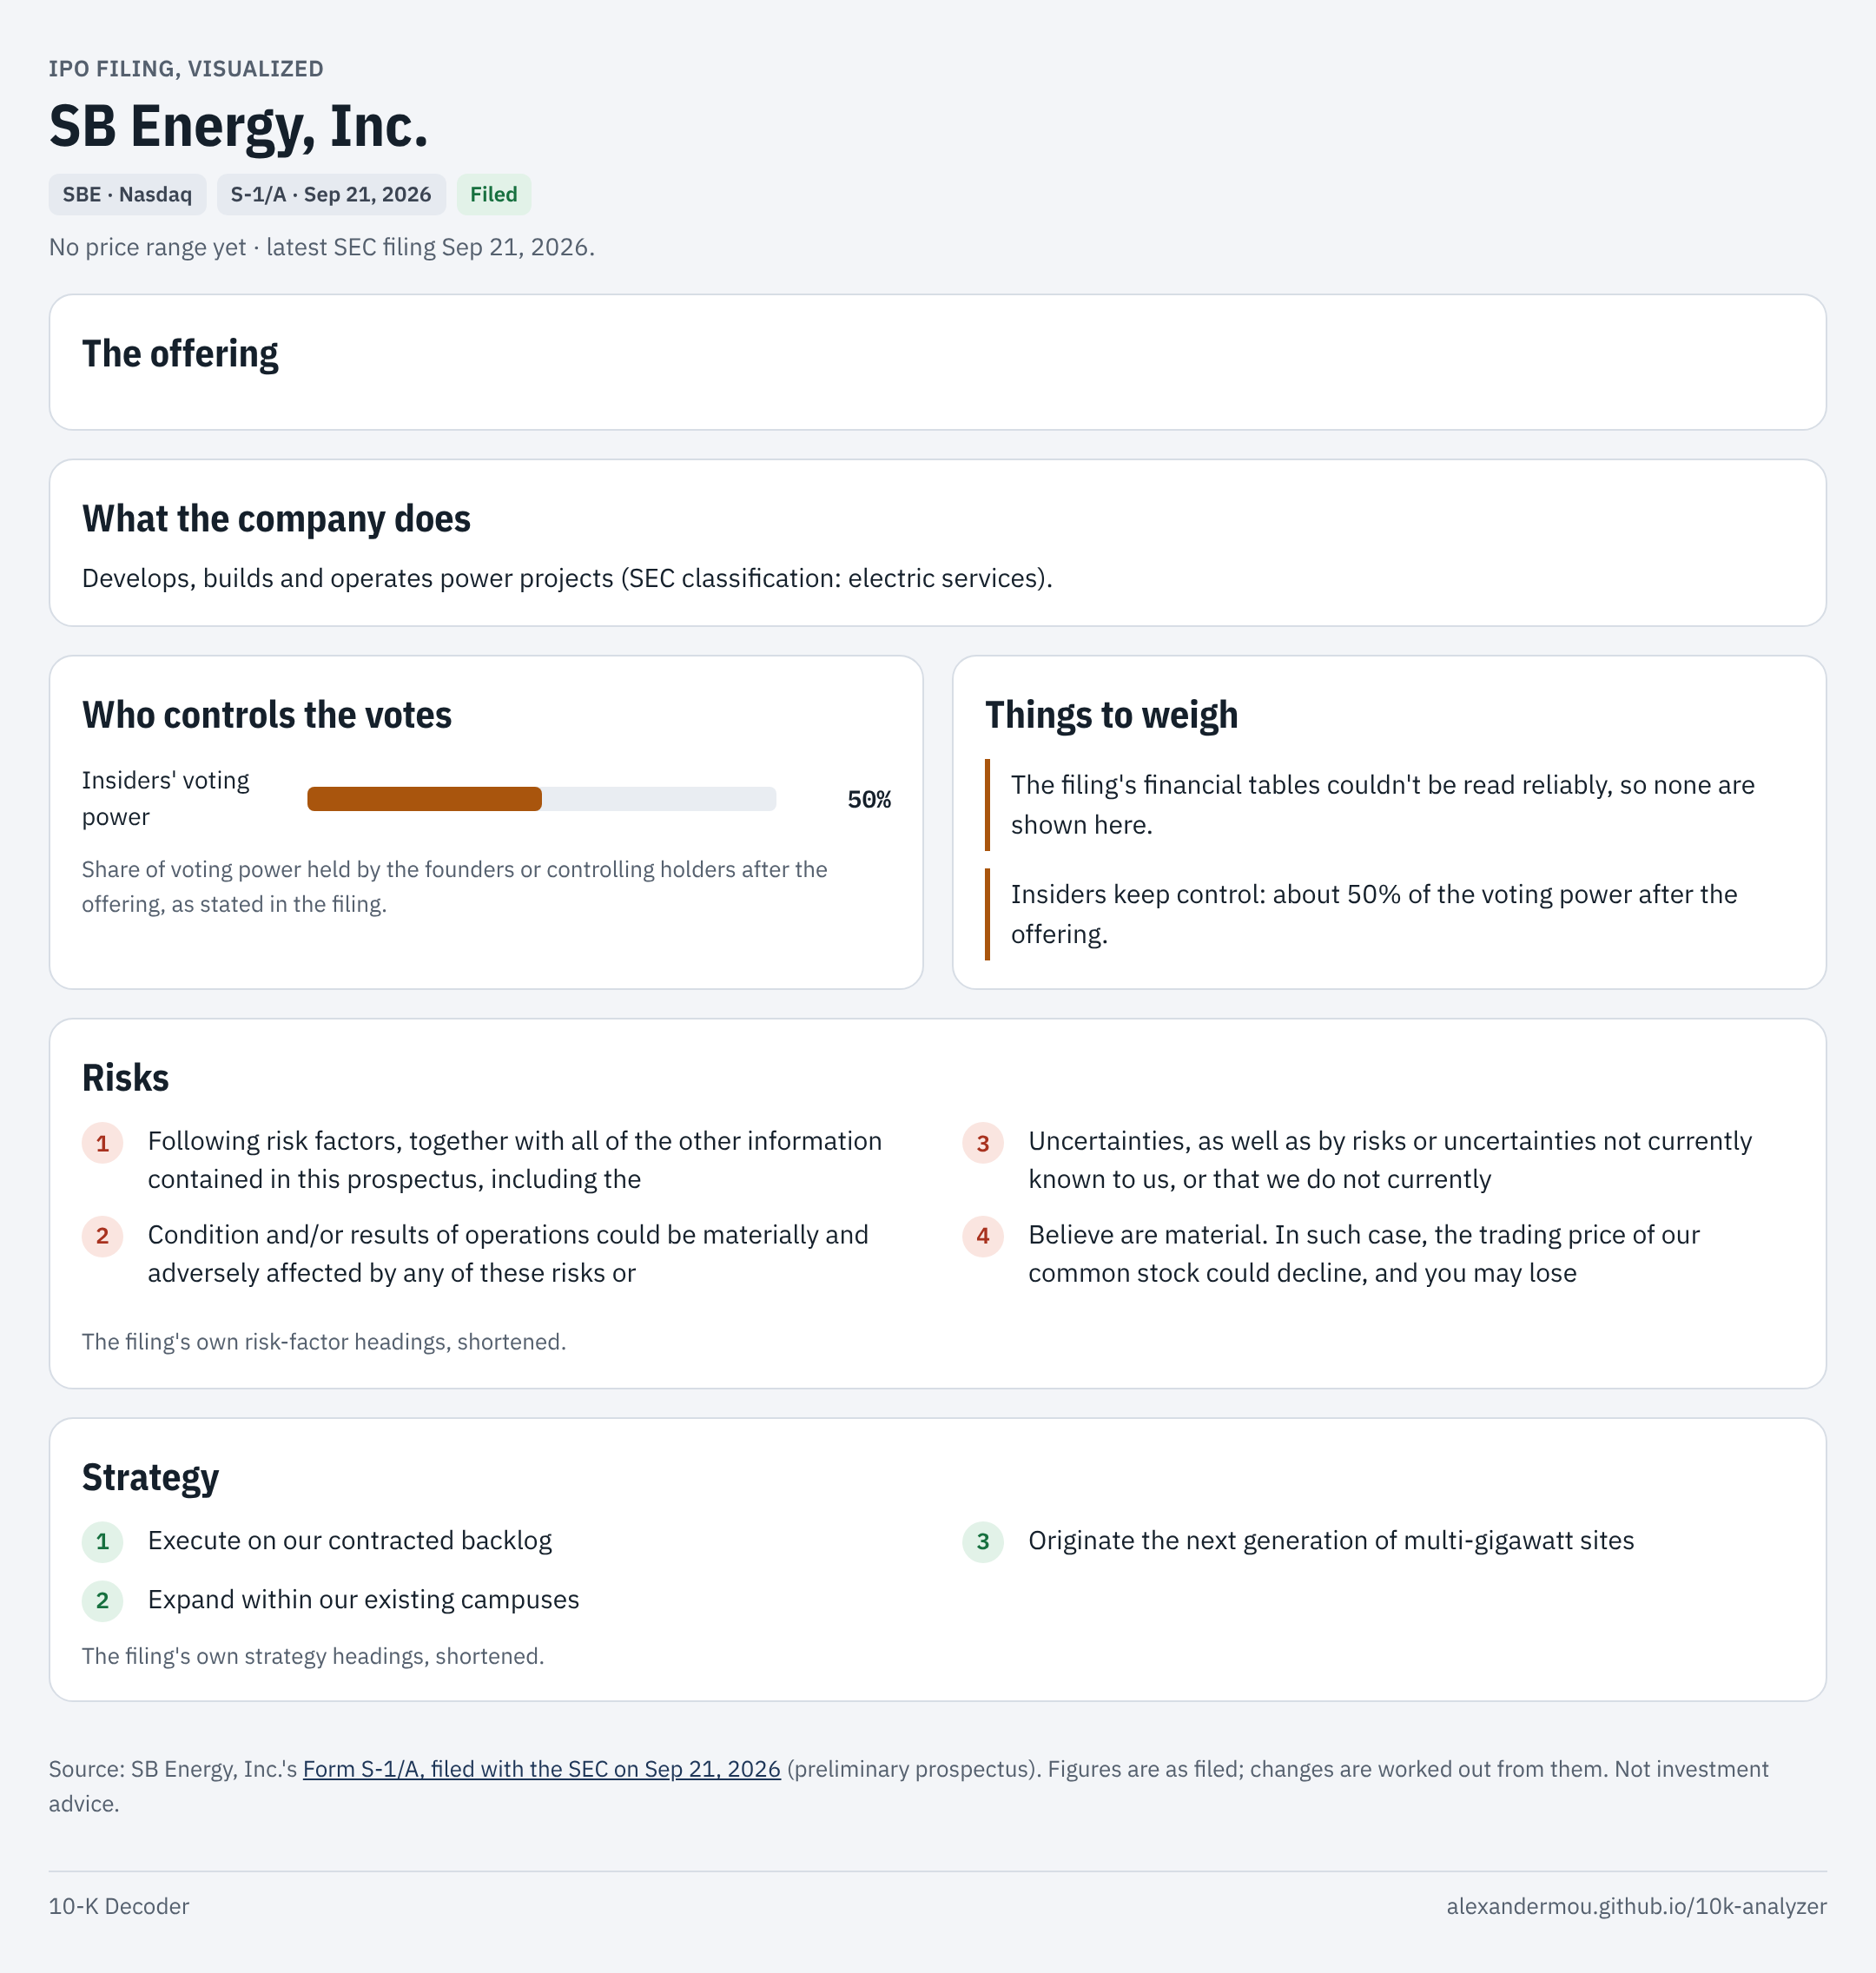 IPO FILING, VISUALIZED
SB Energy, Inc.
SBE · Nasdaq
S-1/A · Sep 21, 2026
Filed
No price range yet · latest SEC filing Sep 21, 2026.
The offering
What the company does
Develops, builds and operates power projects (SEC classification: electric services).
Who controls the votes
Insiders' voting
power
50%
Share of voting power held by the founders or controlling holders after the
offering, as stated in the filing.
Things to weigh
The filing's financial tables couldn't be read reliably, so none are
shown here.
Insiders keep control: about 50% of the voting power after the
offering.
Risks
1 Following risk factors, together with all of the other information
contained in this prospectus, including the
2 Condition and/or results of operations could be materially and
adversely affected by any of these risks or
3 Uncertainties, as well as by risks or uncertainties not currently
known to us, or that we do not currently
4 Believe are material. In such case, the trading price of our
common stock could decline, and you may lose
The filing's own risk-factor headings, shortened.
Strategy
1 Execute on our contracted backlog
2 Expand within our existing campuses
3 Originate the next generation of multi-gigawatt sites
The filing's own strategy headings, shortened.
Source: SB Energy, Inc.'s Form S-1/A, filed with the SEC on Sep 21, 2026 (preliminary prospectus). Figures are as filed; changes are worked out from them. Not investment
advice.
10-K Decoder
alexandermou.github.io/10k-analyzer